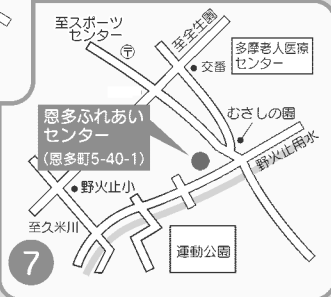 至スポーツ
センター
〒
至全生園
交番
多摩老人医療
センター
恩多ふれあい
センター
(恩多町5-40-1)
むさしの園
野火止用水
野火止小
至久米川
運動公園
7